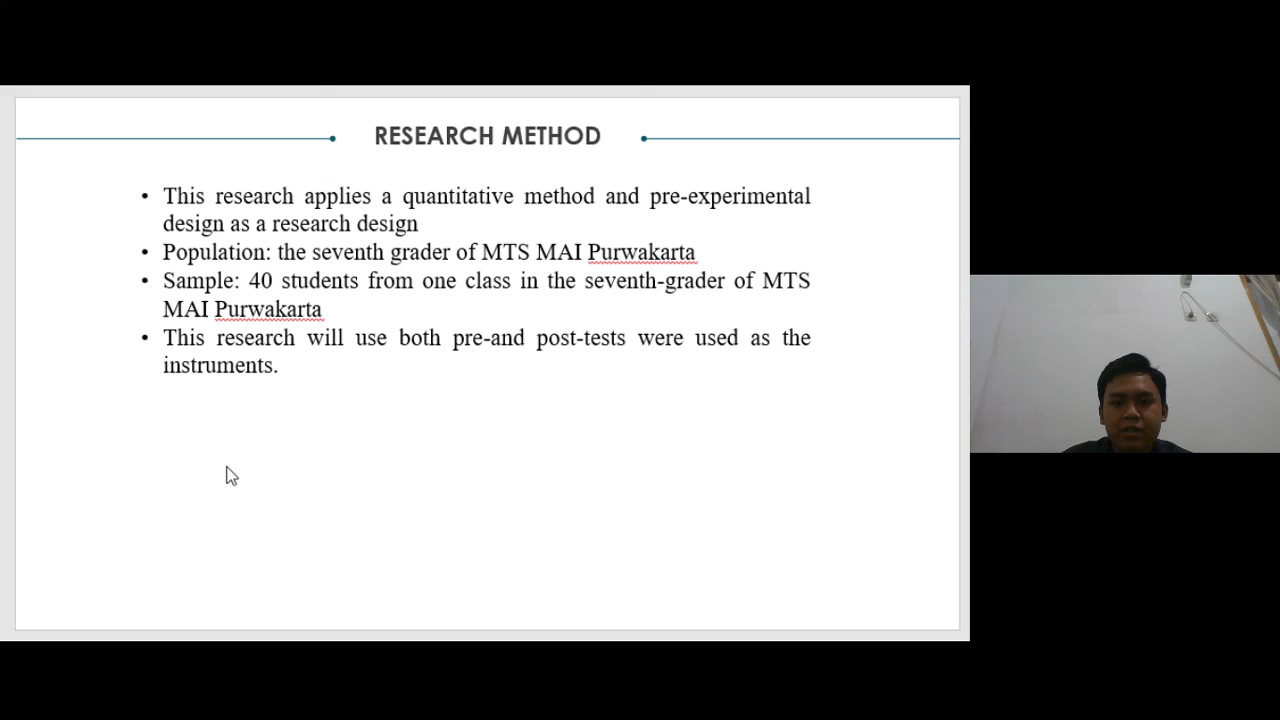 RESEARCH METHOD
• This research applies a quantitative method and pre-experimental
design as a research design
• Population: the seventh grader of MTS MAI Purwakarta
• Sample: 40 students from one class in the seventh-grader of MTS
MAI Purwakarta
• This research will use both pre-and post-tests were used as the
instruments.